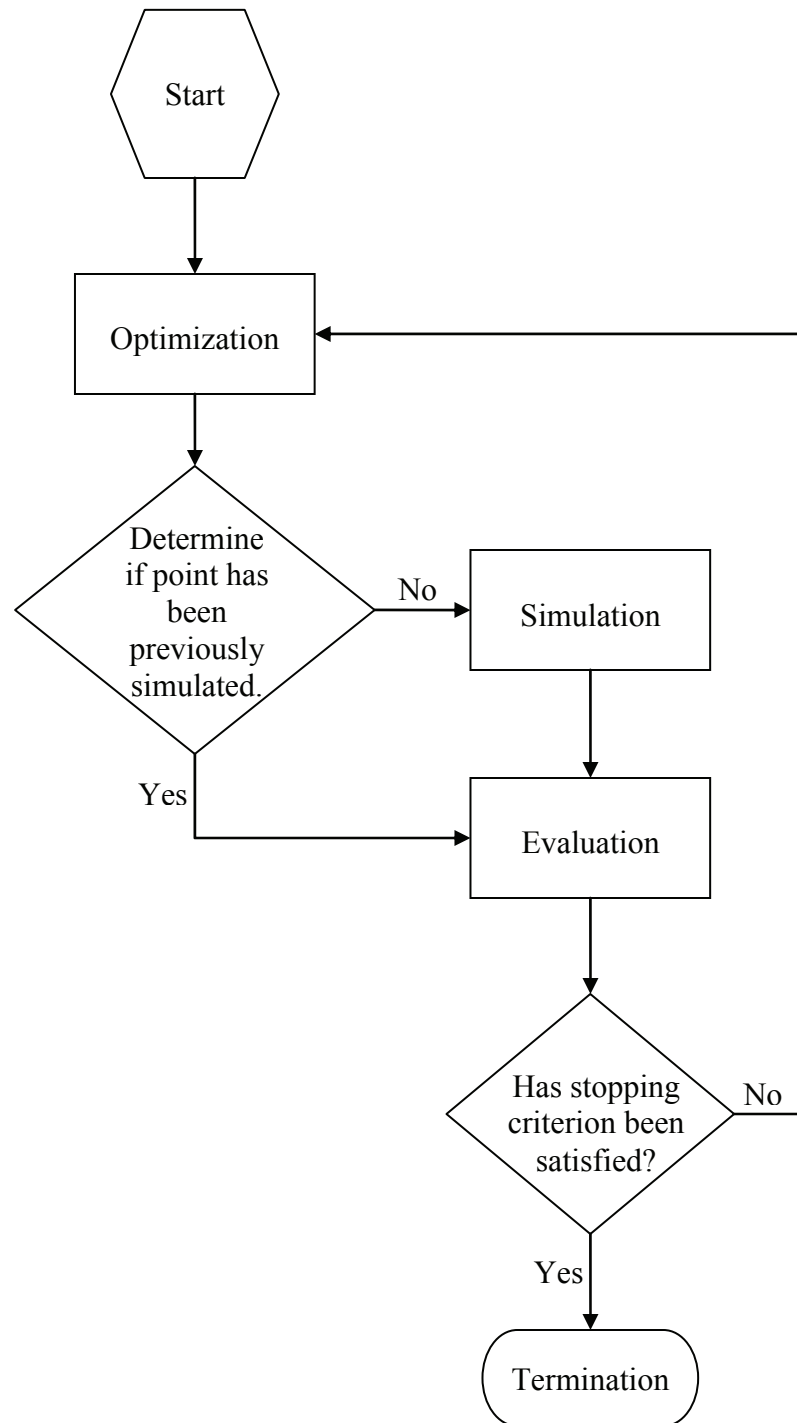 Start
Optimization
Determine
if point has
been
previously
simulated.
No
Simulation
Yes
Evaluation
Has stopping
criterion been
satisfied?
No
Yes
Termination